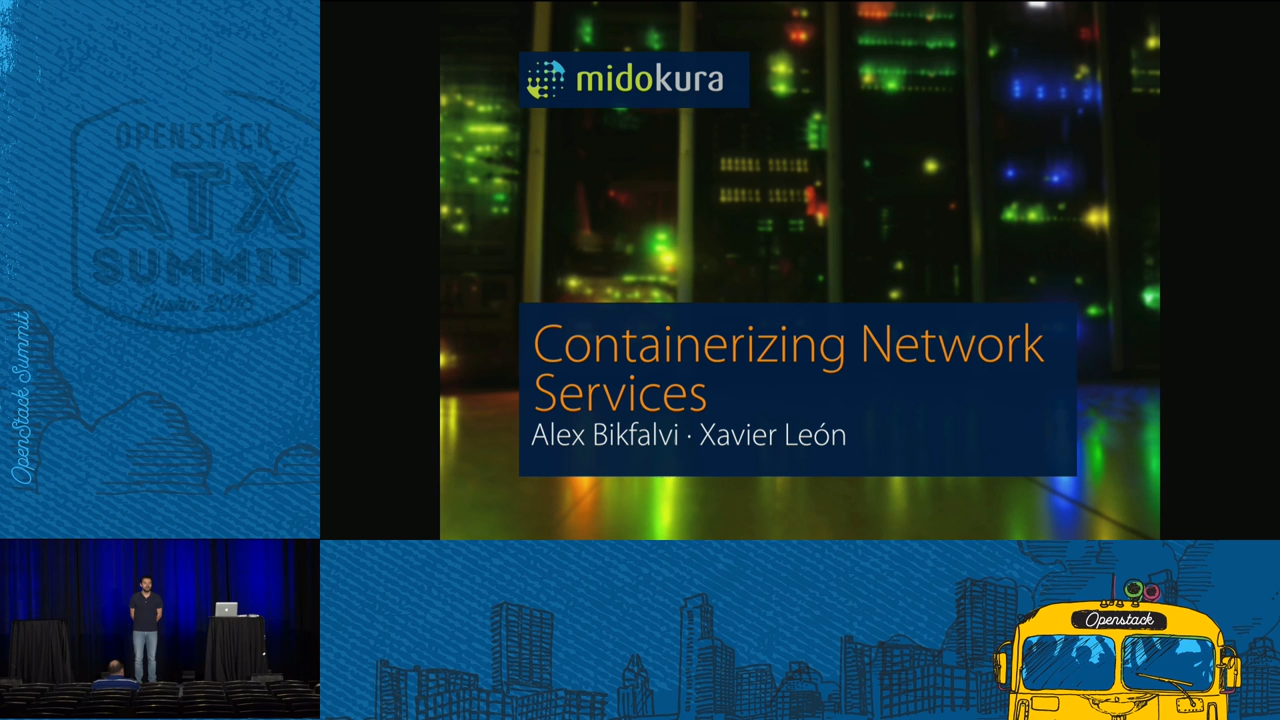 OPENSTACK
ATX
SUMMIT
Austin 2016
OpenStack Summit
midokura
Containerizing Network
Services
Alex Bikfalvi · Xavier León
Openstack